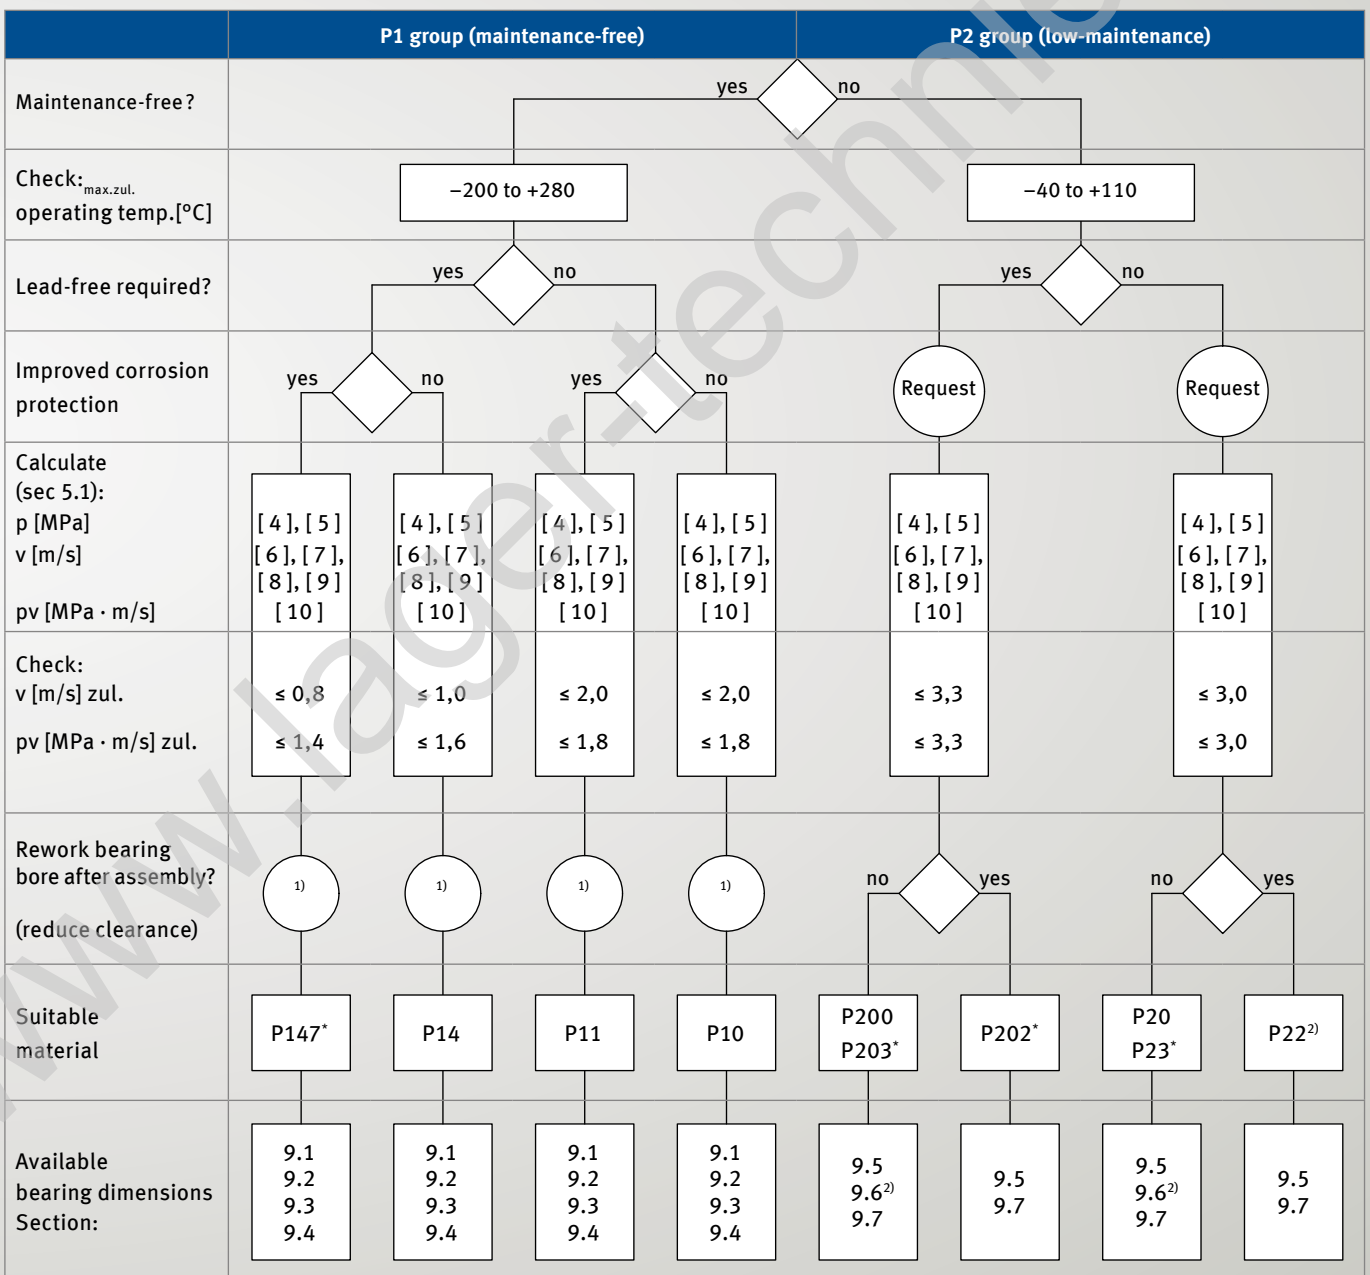 P1 group (maintenance-free) P2 group (low-maintenance)
Maintenance-free? yes no
Check:max.zul. –200 to +280 –40 to +110
operating temp.[°C]
Lead-free required? yes no yes no
Improved corrosion yes no yes no Request Request
protection
Calculate
(sec 5.1):
p [MPa] [4],[5] [4],[5] [4],[5] [4],[5] [4],[5] [4],[5]
v [m/s] [6],[7], [6],[7], [6],[7], [6],[7], [6],[7], [6],[7],
[8],[9] [8],[9] [8],[9] [8],[9] [8],[9] [8],[9]
pv [MPa · m/s] [10] [10] [10] [10] [10] [10]
Check:
v [m/s] zul. ≤ 0,8 ≤ 1,0 ≤ 2,0 ≤ 2,0 ≤ 3,3 ≤ 3,0
pv [MPa · m/s] zul. ≤ 1,4 ≤ 1,6 ≤ 1,8 ≤ 1,8 ≤ 3,3 ≤ 3,0
Rework bearing
bore after assembly? 1) 1) 1) 1) no yes no yes
(reduce clearance)
Suitable P147* P14 P11 P10 P200 P202* P20 P22²⁾
material P203* P23*
Available 9.1 9.1 9.1 9.1 9.5 9.5 9.5 9.5
bearing dimensions 9.2 9.2 9.2 9.2 9.6²⁾ 9.7 9.6²⁾ 9.7
Section: 9.3 9.3 9.3 9.3 9.7 9.7
9.4 9.4 9.4 9.4
www.lager-technie